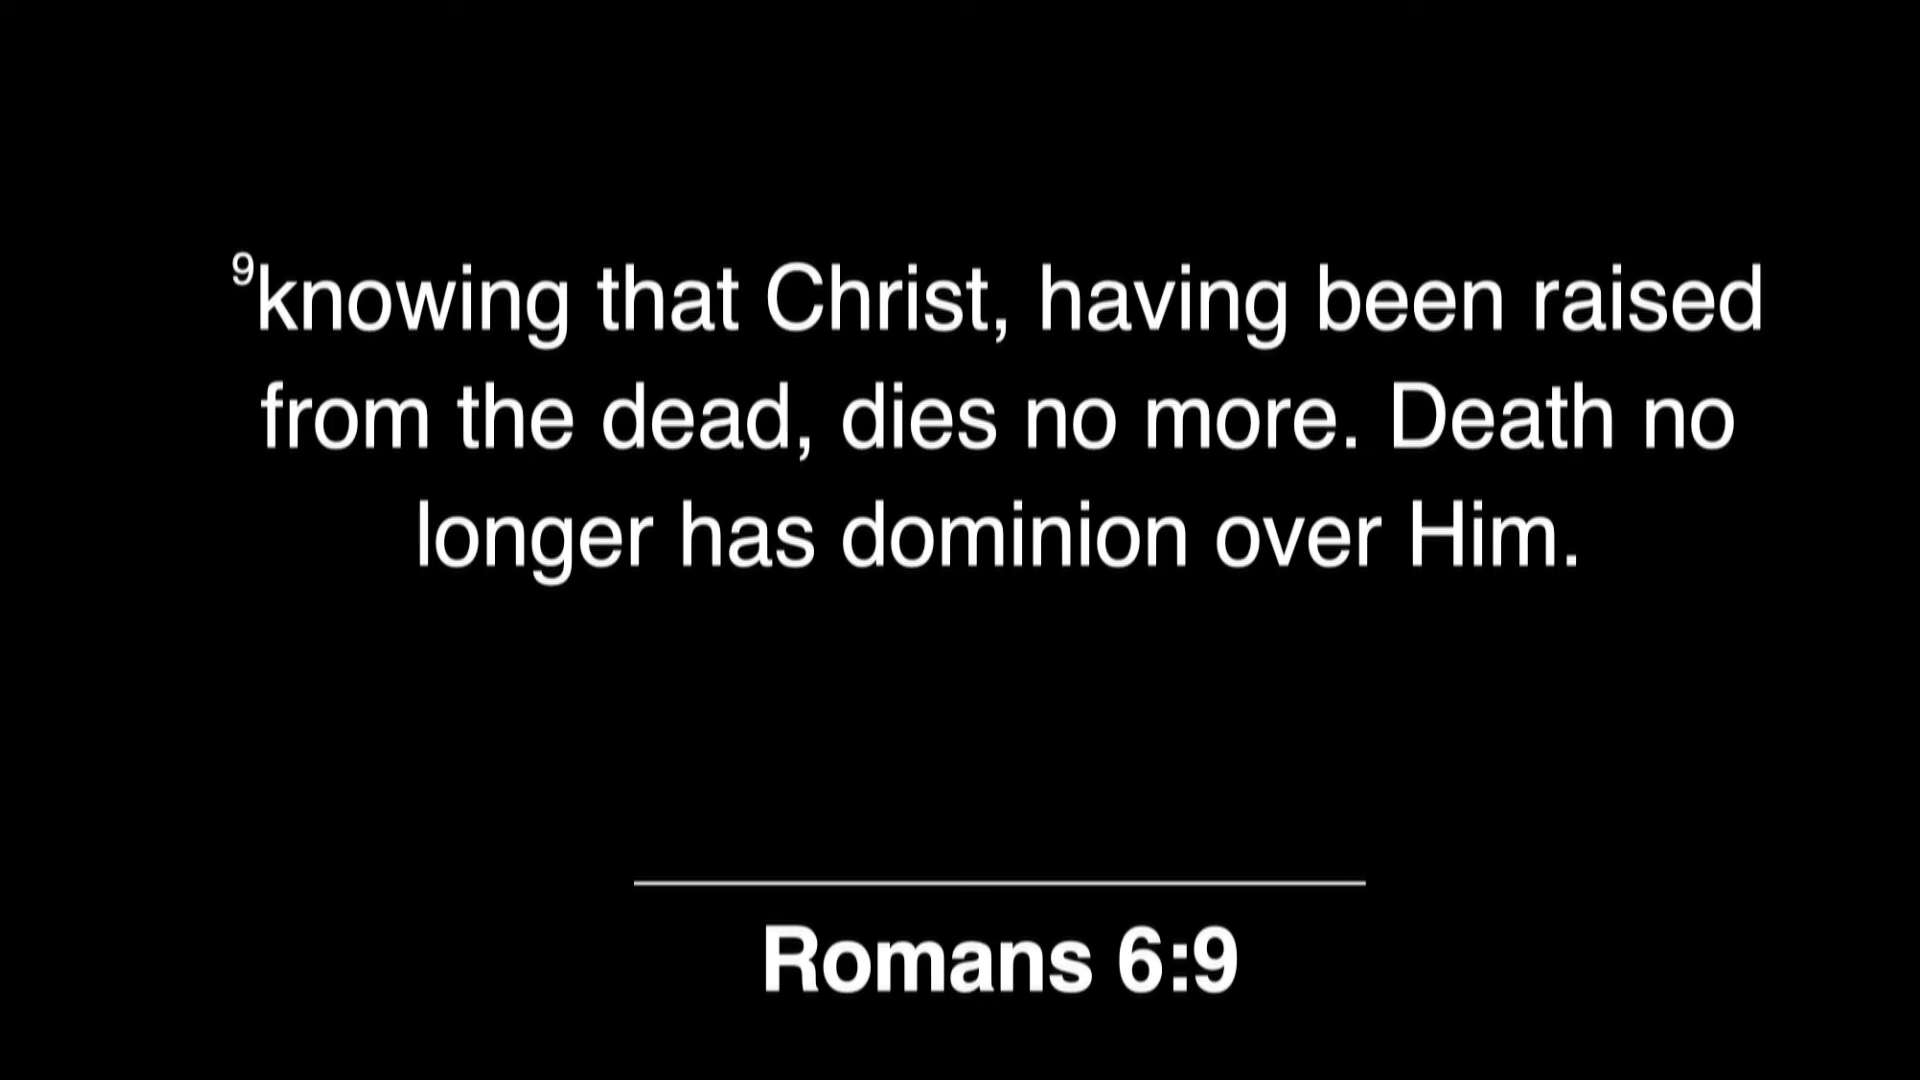 ⁹knowing that Christ, having been raised
from the dead, dies no more. Death no
longer has dominion over Him.
Romans 6:9